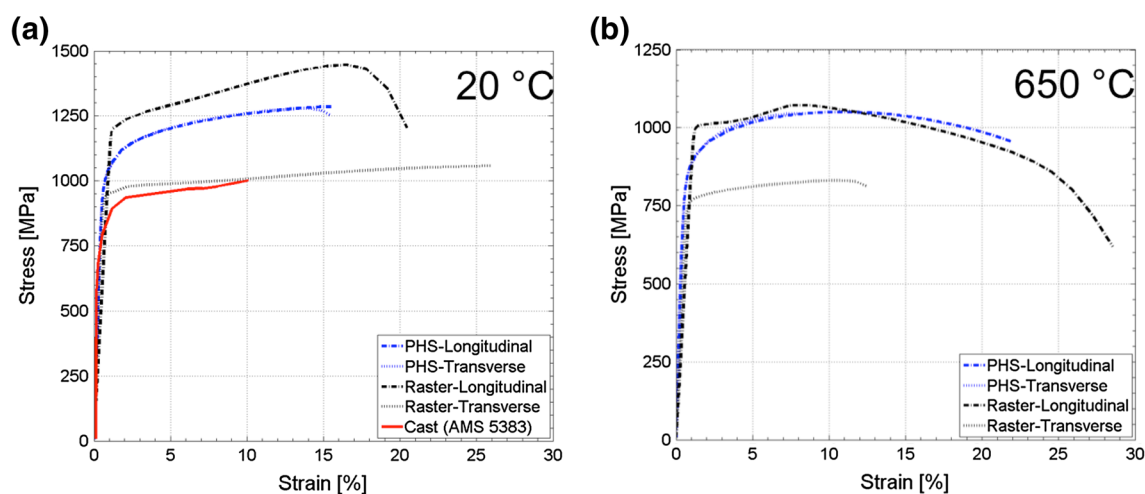 (a)
20 °C
Stress [MPa]
1500
1250
1000
750
500
250
0
0 5 10 15 20 25 30
Strain [%]
PHS-Longitudinal
PHS-Transverse
Raster-Longitudinal
Raster-Transverse
Cast (AMS 5383)
(b)
650 °C
Stress [MPa]
1250
1000
750
500
250
0
0 5 10 15 20 25 30
Strain [%]
PHS-Longitudinal
PHS-Transverse
Raster-Longitudinal
Raster-Transverse